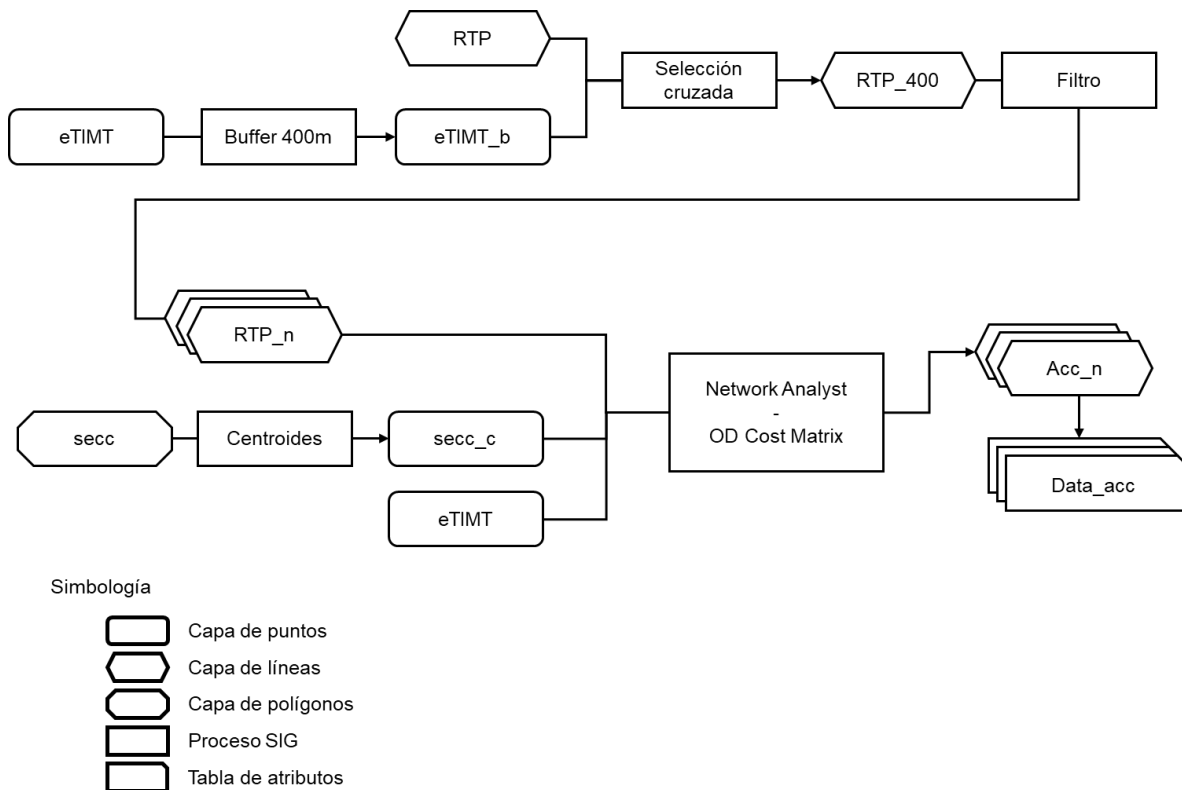 RTP
Selección
cruzada
RTP_400
Filtro
eTIMT
Buffer 400m
eTIMT_b
RTP_n
Network Analyst
-
OD Cost Matrix
Acc_n
secc
Centroides
secc_c
Data_acc
eTIMT
Simbología
Capa de puntos
Capa de líneas
Capa de polígonos
Proceso SIG
Tabla de atributos